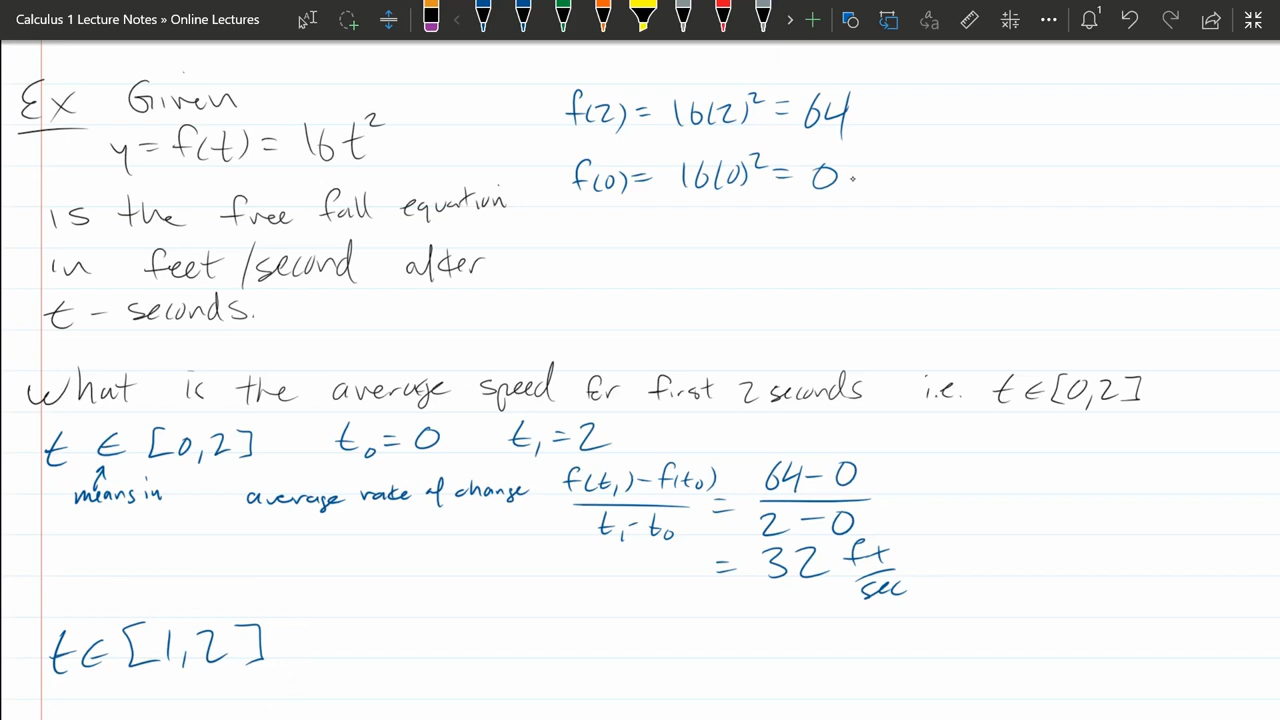 Calculus 1 Lecture Notes » Online Lectures
Ex Given
y = f(t) = 16t²
is the free fall equation
in feet/second after
t - seconds.
f(2) = 16(2)² = 64
f(0) = 16(0)² = 0
What is the average speed for first 2 seconds i.e. t ∈ [0,2]
t ∈ [0,2] t₀ = 0 t₁ = 2
means in
average rate of change f(t₁) - f(t₀) / t₁ - t₀ = 64 - 0 / 2 - 0
= 32 ft/sec
t ∈ [1,2]